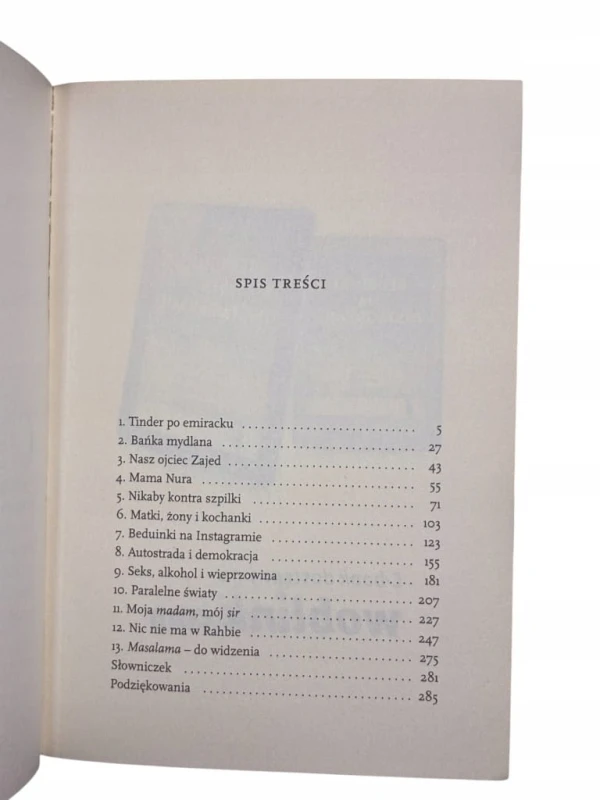 SPIS TREŚCI
1. Tinder po emiracku ........................ 5
2. Bańka mydlana ........................ 27
3. Nasz ojciec Zajed ........................ 43
4. Mama Nura ........................ 55
5. Nikaby kontra szpilki ........................ 71
6. Matki, żony i kochanki ........................ 103
7. Beduinki na Instagramie ........................ 123
8. Autostrada i demokracja ........................ 155
9. Seks, alkohol i wieprzowina ........................ 181
10. Paralelne światy ........................ 207
11. Moja madam, mój sir ........................ 227
12. Nic nie ma w Rahbie ........................ 247
13. Masalama – do widzenia ........................ 275
Słowniczek ........................ 281
Podziękowania ........................ 285